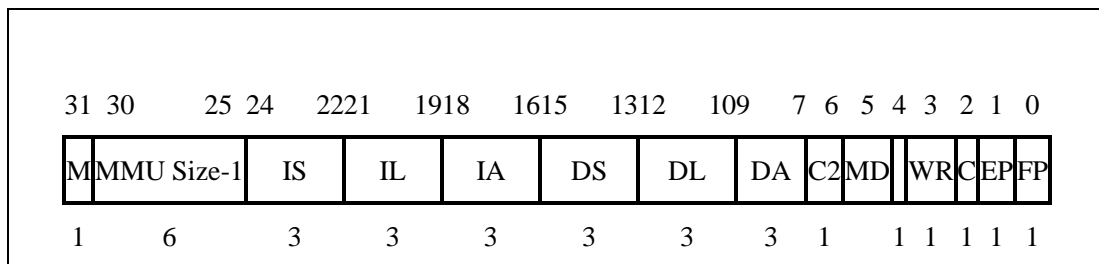 31 30 25 24 2221 1918 1615 1312 109 7 6 5 4 3 2 1 0
M MMU Size-1 IS IL IA DS DL DA C2 MD WR C EP FP
1 6 3 3 3 3 3 3 1 1 1 1 1 1